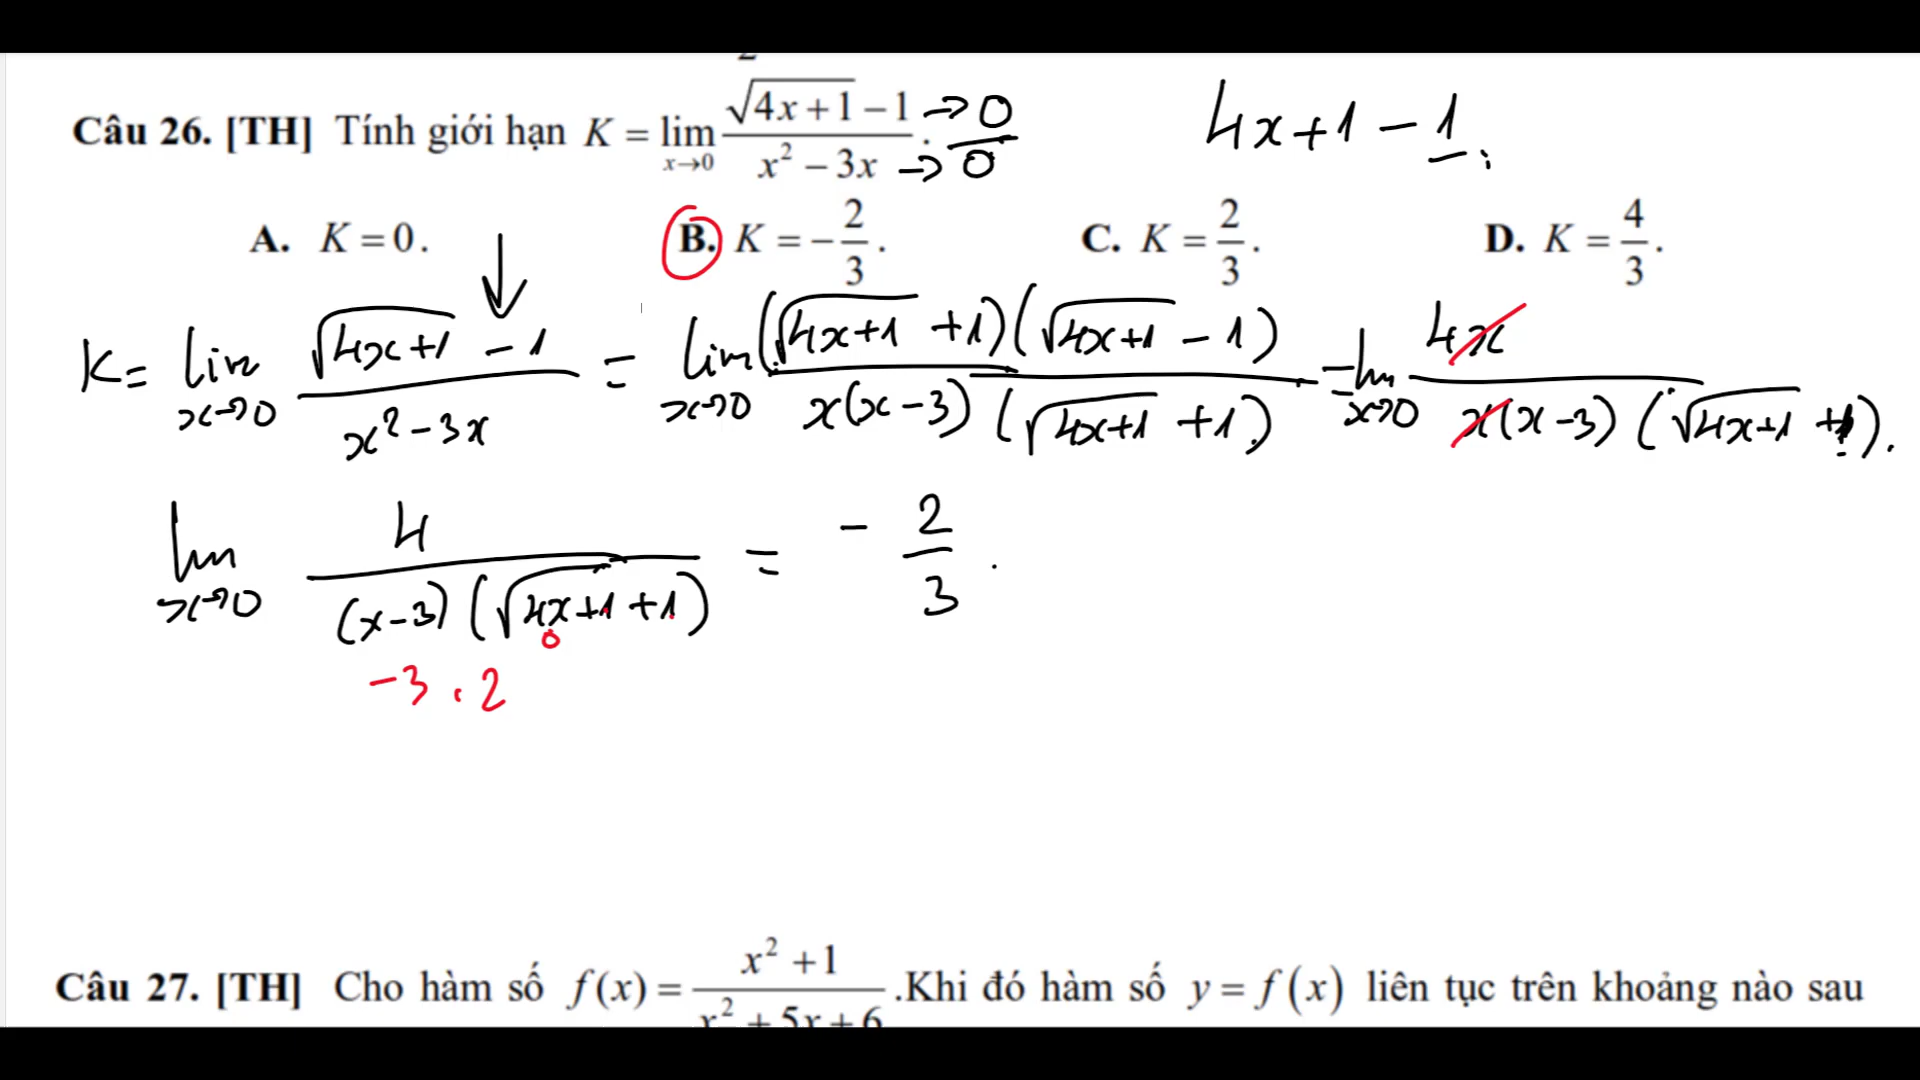 Câu 26. [TH] Tính giới hạn K = lim_{x→0} (√(4x+1) − 1)/(x² − 3x). → 0 / → 0
4x+1 − 1
A. K = 0. B. K = −2/3. C. K = 2/3. D. K = 4/3.
K = lim_{x→0} (√(4x+1) − 1)/(x² − 3x) = lim_{x→0} ((√(4x+1) + 1)(√(4x+1) − 1))/(x(x−3)(√(4x+1) + 1)) = lim_{x→0} 4x/(x(x−3)(√(4x+1) + 1)).
lim_{x→0} 4/((x−3)(√(4x+1) + 1)) = − 2/3.
0
−3 . 2
Câu 27. [TH] Cho hàm số f(x) = (x² + 1)/(x² + 5x + 6) .Khi đó hàm số y = f(x) liên tục trên khoảng nào sau